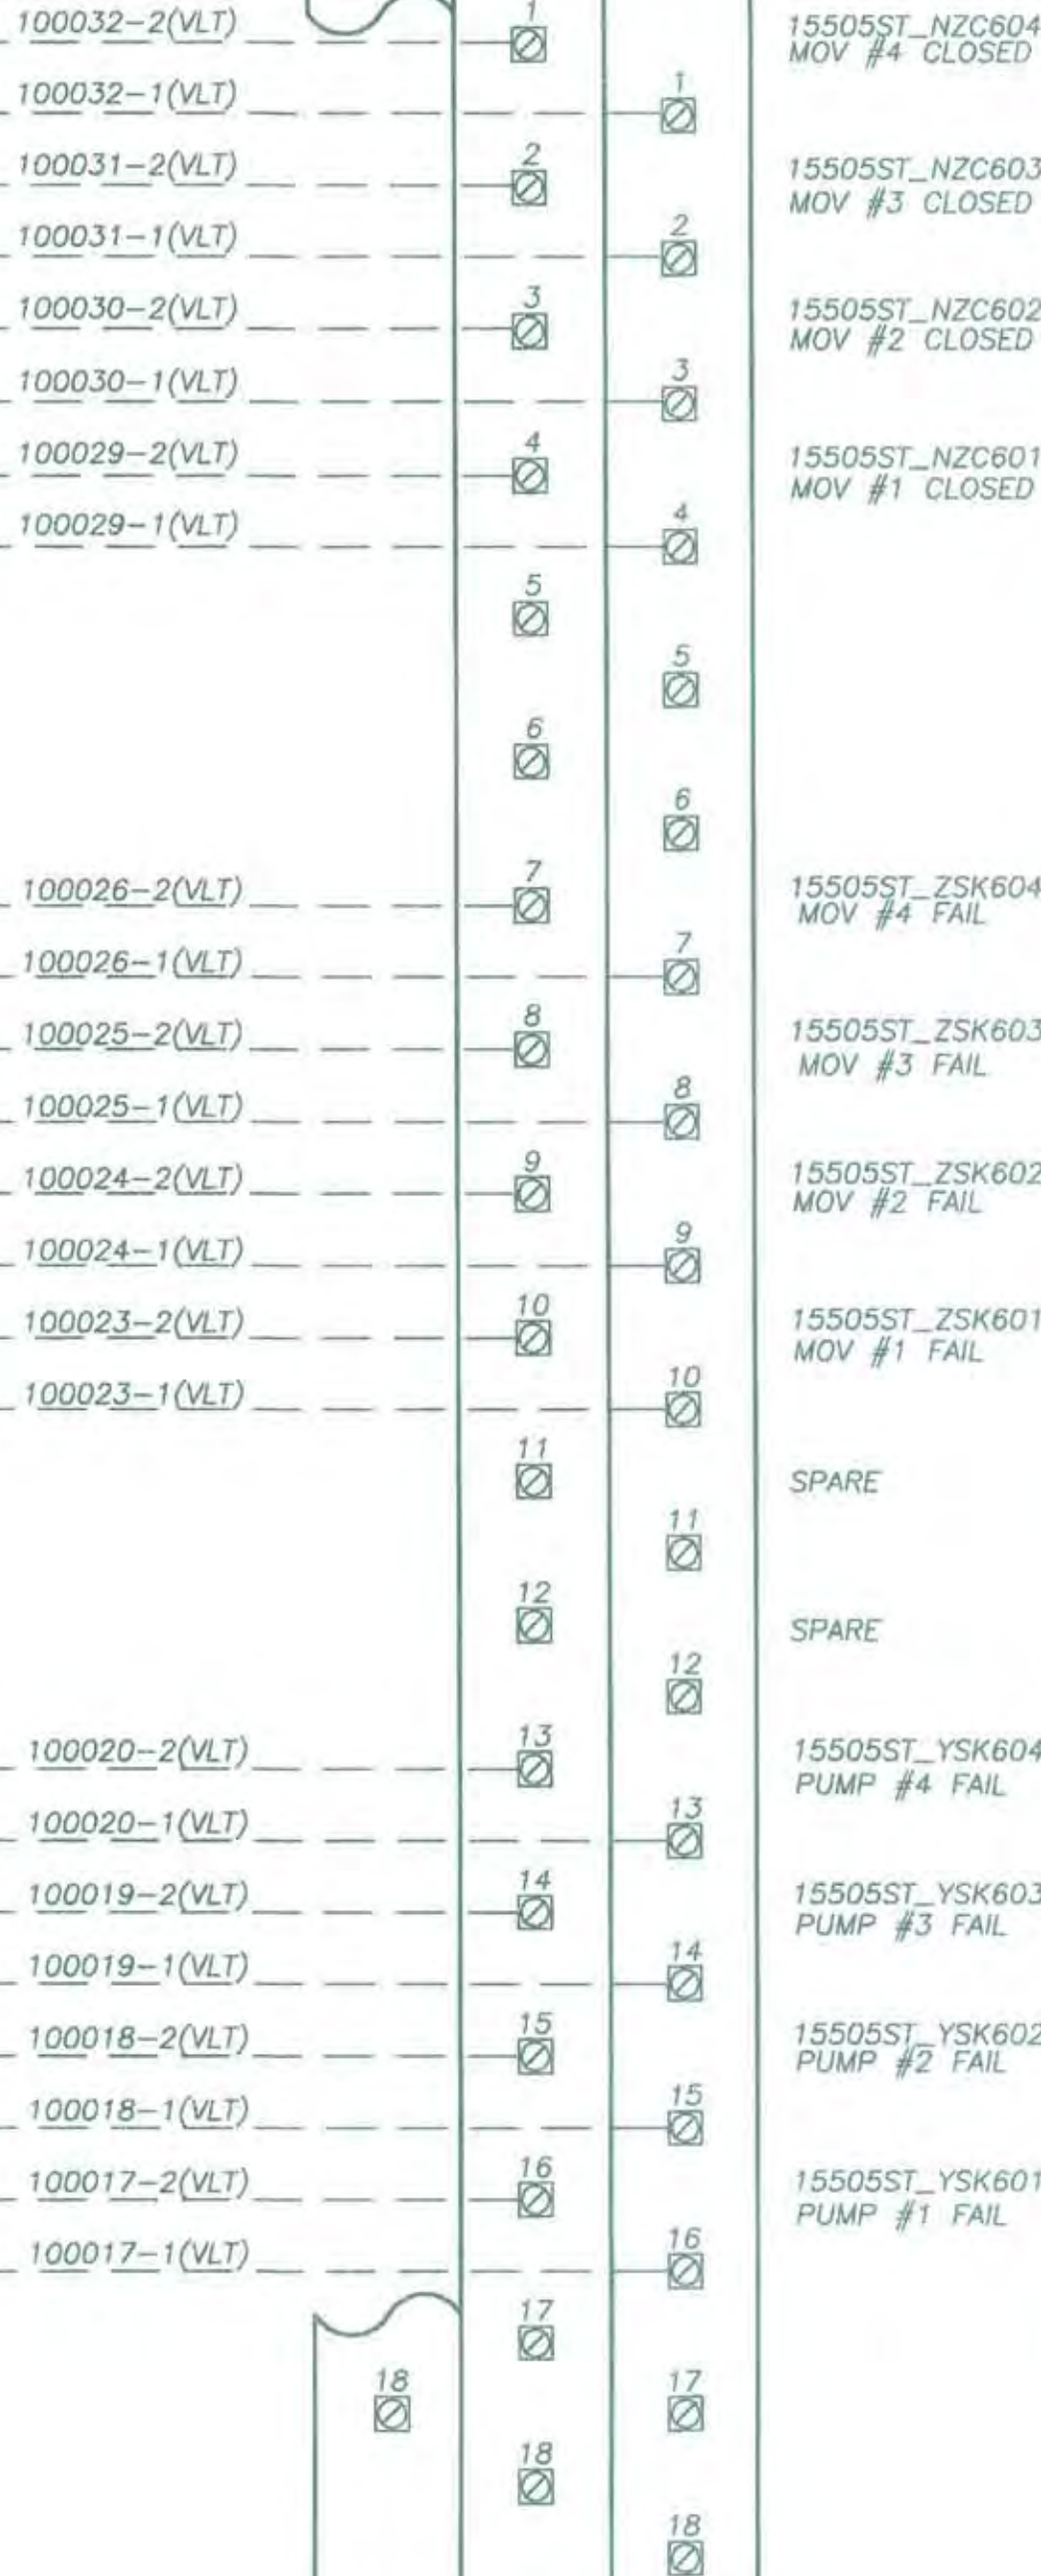 100032-2(VLT)
1
15505ST_NZC604
MOV #4 CLOSED
100032-1(VLT)
1
100031-2(VLT)
2
15505ST_NZC603
MOV #3 CLOSED
100031-1(VLT)
2
100030-2(VLT)
3
15505ST_NZC602
MOV #2 CLOSED
100030-1(VLT)
3
100029-2(VLT)
4
15505ST_NZC601
MOV #1 CLOSED
100029-1(VLT)
4
5
5
6
6
100026-2(VLT)
7
15505ST_ZSK604
MOV #4 FAIL
100026-1(VLT)
7
100025-2(VLT)
8
15505ST_ZSK603
MOV #3 FAIL
100025-1(VLT)
8
100024-2(VLT)
9
15505ST_ZSK602
MOV #2 FAIL
100024-1(VLT)
9
100023-2(VLT)
10
15505ST_ZSK601
MOV #1 FAIL
100023-1(VLT)
10
11
SPARE
11
12
SPARE
12
100020-2(VLT)
13
15505ST_YSK604
PUMP #4 FAIL
100020-1(VLT)
13
100019-2(VLT)
14
15505ST_YSK603
PUMP #3 FAIL
100019-1(VLT)
14
100018-2(VLT)
15
15505ST_YSK602
PUMP #2 FAIL
100018-1(VLT)
15
100017-2(VLT)
16
15505ST_YSK601
PUMP #1 FAIL
100017-1(VLT)
16
17
18
17
18
18